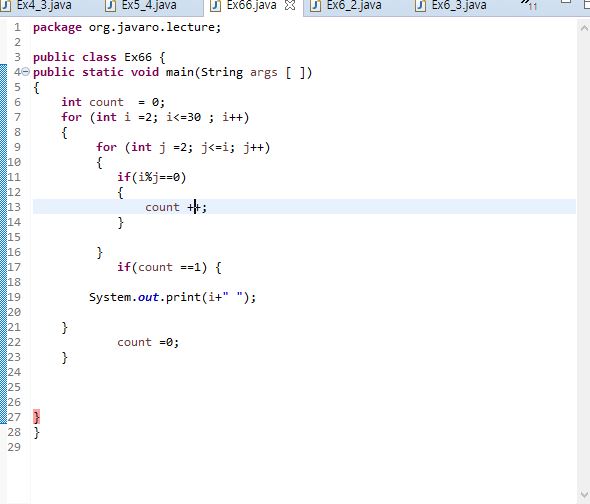 Ex4_3.java Ex5_4.java Ex66.java Ex6_2.java Ex6_3.java 11
1 package org.javaro.lecture;
2
3 public class Ex66 {
4 public static void main(String args [ ])
5 {
6 int count = 0;
7 for (int i =2; i<=30 ; i++)
8 {
9 for (int j =2; j<=i; j++)
10 {
11 if(i%j==0)
12 {
13 count ++;
14 }
15
16 }
17 if(count ==1) {
18
19 System.out.print(i+" ");
20
21 }
22 count =0;
23 }
24
25
26
27 }
28 }
29